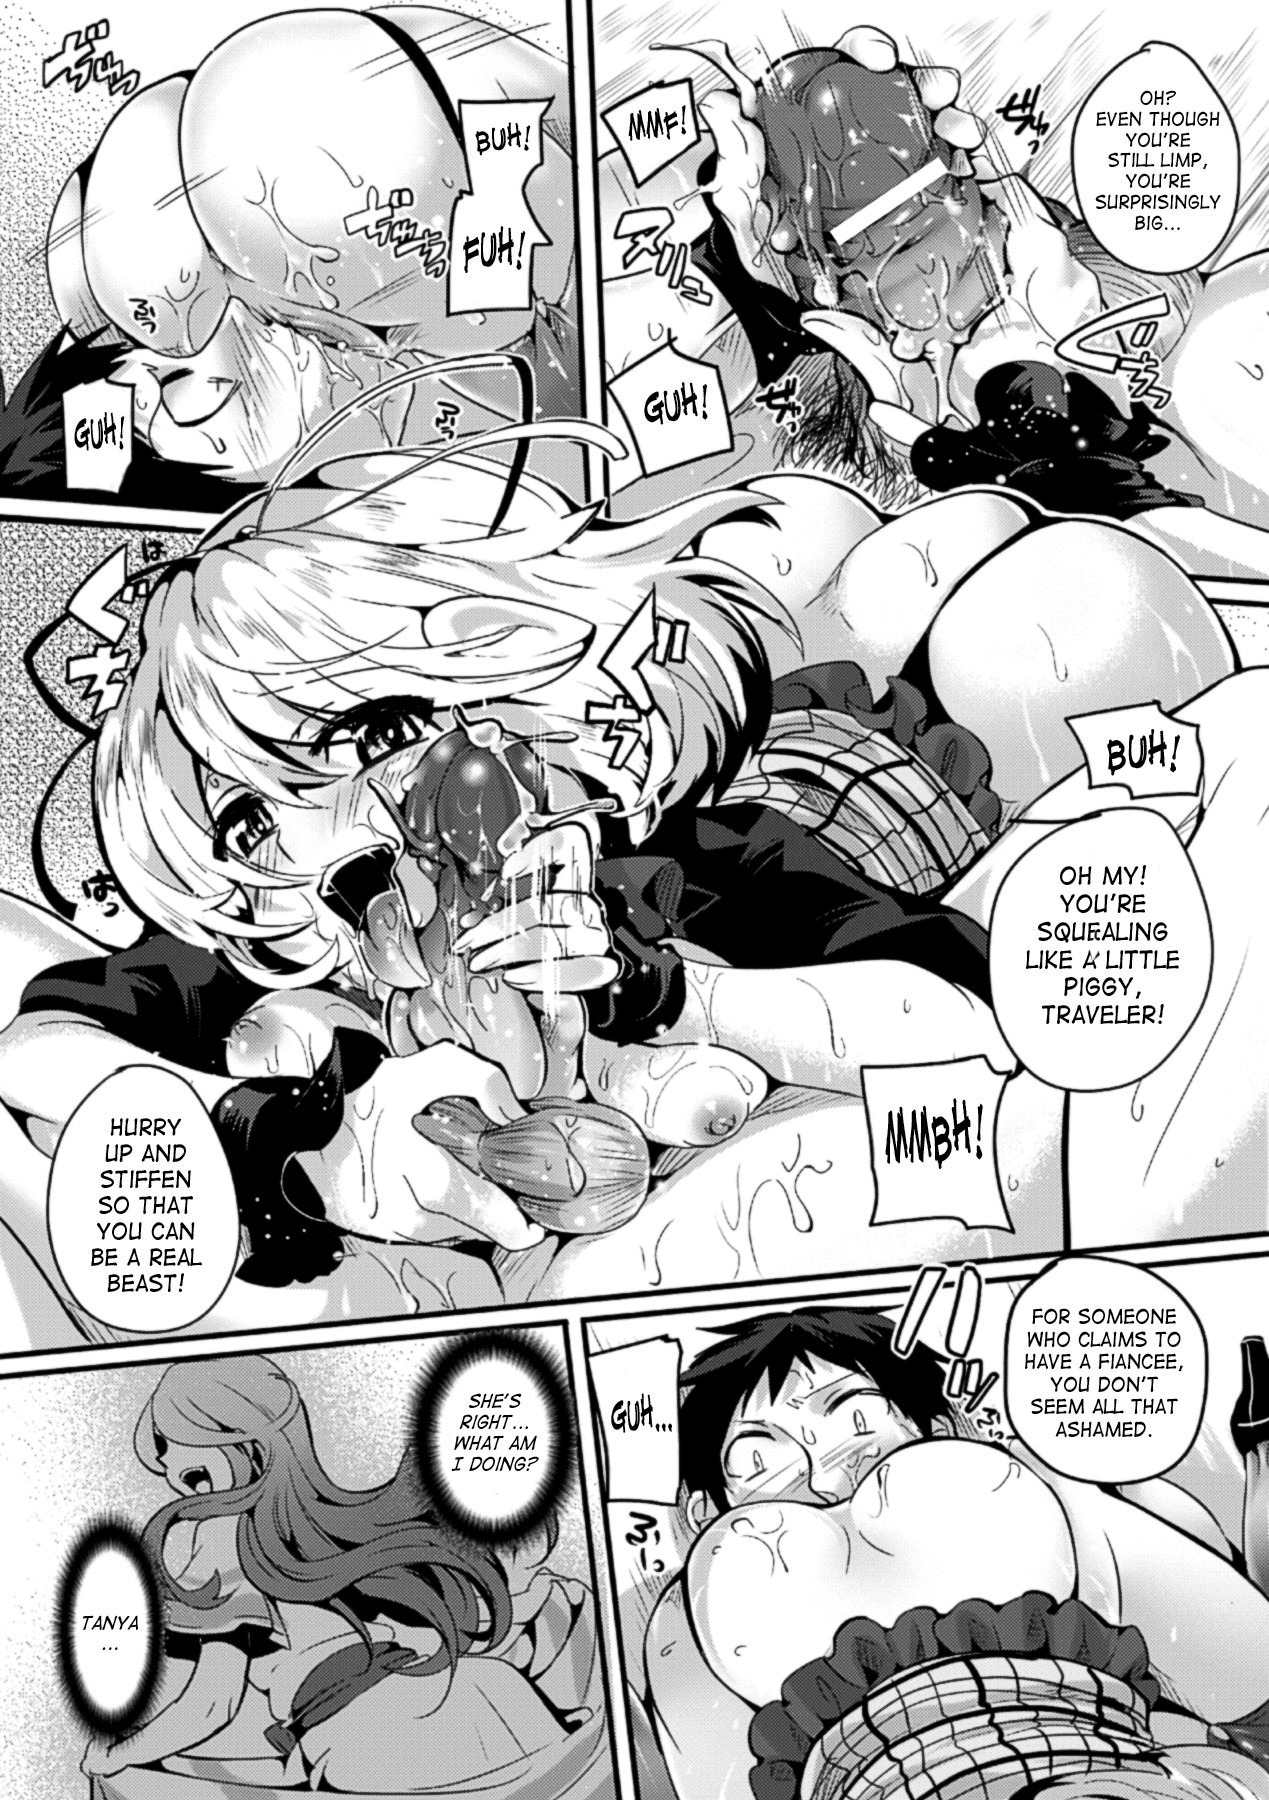 OH?
EVEN THOUGH
YOU'RE
STILL LIMP,
YOU'RE
SURPRISINGLY
BIG...
MMF!
GUH!
BUH!
FUH!
GUH!
BUH!
OH MY!
YOU'RE
SQUEALING
LIKE A LITTLE
PIGGY,
TRAVELER!
MMBH!
HURRY
UP AND
STIFFEN
SO THAT
YOU CAN
BE A REAL
BEAST!
FOR SOMEONE
WHO CLAIMS TO
HAVE A FIANCEE,
YOU DON'T
SEEM ALL THAT
ASHAMED.
GUH...
SHE'S
RIGHT...
WHAT AM
I DOING?
TANYA
...